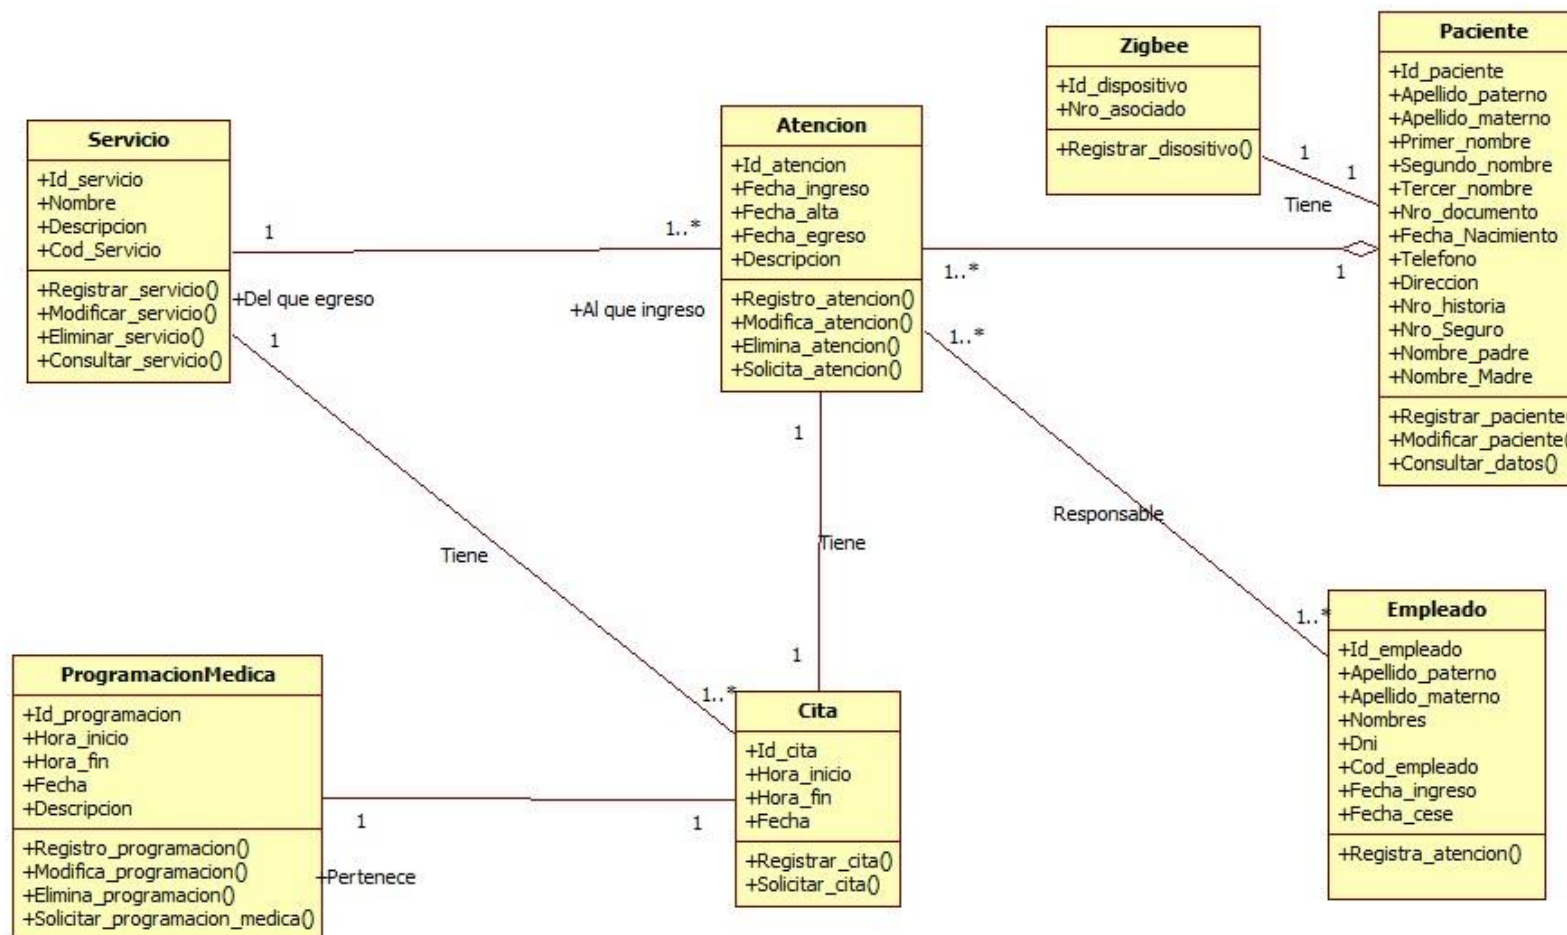 Servicio
+Id_servicio
+Nombre
+Descripcion
+Cod_Servicio
+Registrar_servicio()
+Modificar_servicio()
+Eliminar_servicio()
+Consultar_servicio()
1
1..*
+Del que egreso
+Al que ingreso
Atencion
+Id_atencion
+Fecha_ingreso
+Fecha_alta
+Fecha_egreso
+Descripcion
+Registro_atencion()
+Modifica_atencion()
+Elimina_atencion()
+Solicita_atencion()
Zigbee
+Id_dispositivo
+Nro_asociado
+Registrar_disositivo()
1
1
Tiene
Paciente
+Id_paciente
+Apellido_paterno
+Apellido_materno
+Primer_nombre
+Segundo_nombre
+Tercer_nombre
+Nro_documento
+Fecha_Nacimiento
+Telefono
+Direccion
+Nro_historia
+Nro_Seguro
+Nombre_padre
+Nombre_Madre
+Registrar_paciente(
+Modificar_paciente(
+Consultar_datos()
1..*
1
1
Tiene
1..*
1
Tiene
1
1..*
Responsable
1..*
ProgramacionMedica
+Id_programacion
+Hora_inicio
+Hora_fin
+Fecha
+Descripcion
+Registro_programacion()
+Modifica_programacion()
+Elimina_programacion()
+Solicitar_programacion_medica()
1
1
+Pertenece
Cita
+Id_cita
+Hora_inicio
+Hora_fin
+Fecha
+Registrar_cita()
+Solicitar_cita()
Empleado
+Id_empleado
+Apellido_paterno
+Apellido_materno
+Nombres
+Dni
+Cod_empleado
+Fecha_ingreso
+Fecha_cese
+Registra_atencion()